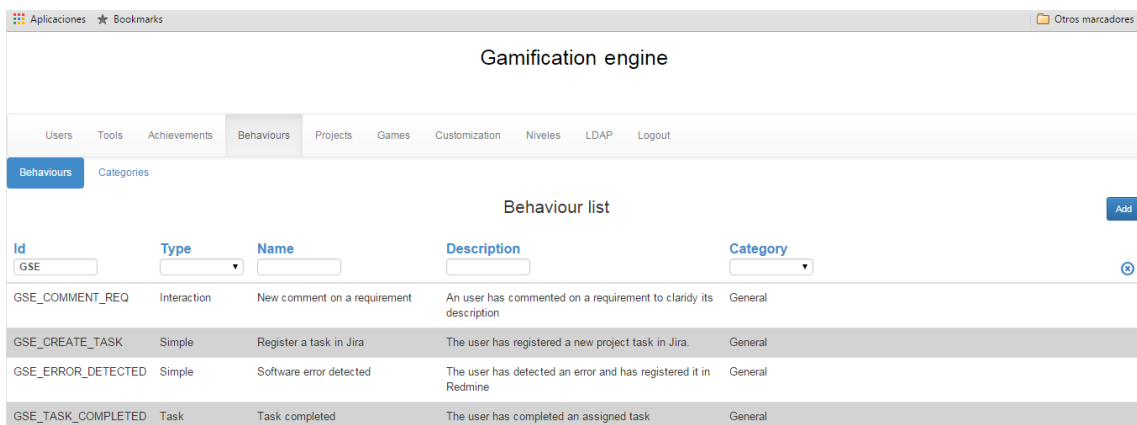 Aplicaciones Bookmarks Otros marcadores
Gamification engine
Users Tools Achievements Behaviours Projects Games Customization Niveles LDAP Logout
Behaviours Categories
Behaviour list Add
Id Type Name Description Category
GSE
GSE_COMMENT_REQ Interaction New comment on a requirement An user has commented on a requirement to claridy its General
description
GSE_CREATE_TASK Simple Register a task in Jira The user has registered a new project task in Jira. General
GSE_ERROR_DETECTED Simple Software error detected The user has detected an error and has registered it in General
Redmine
GSE_TASK_COMPLETED Task Task completed The user has completed an assigned task General